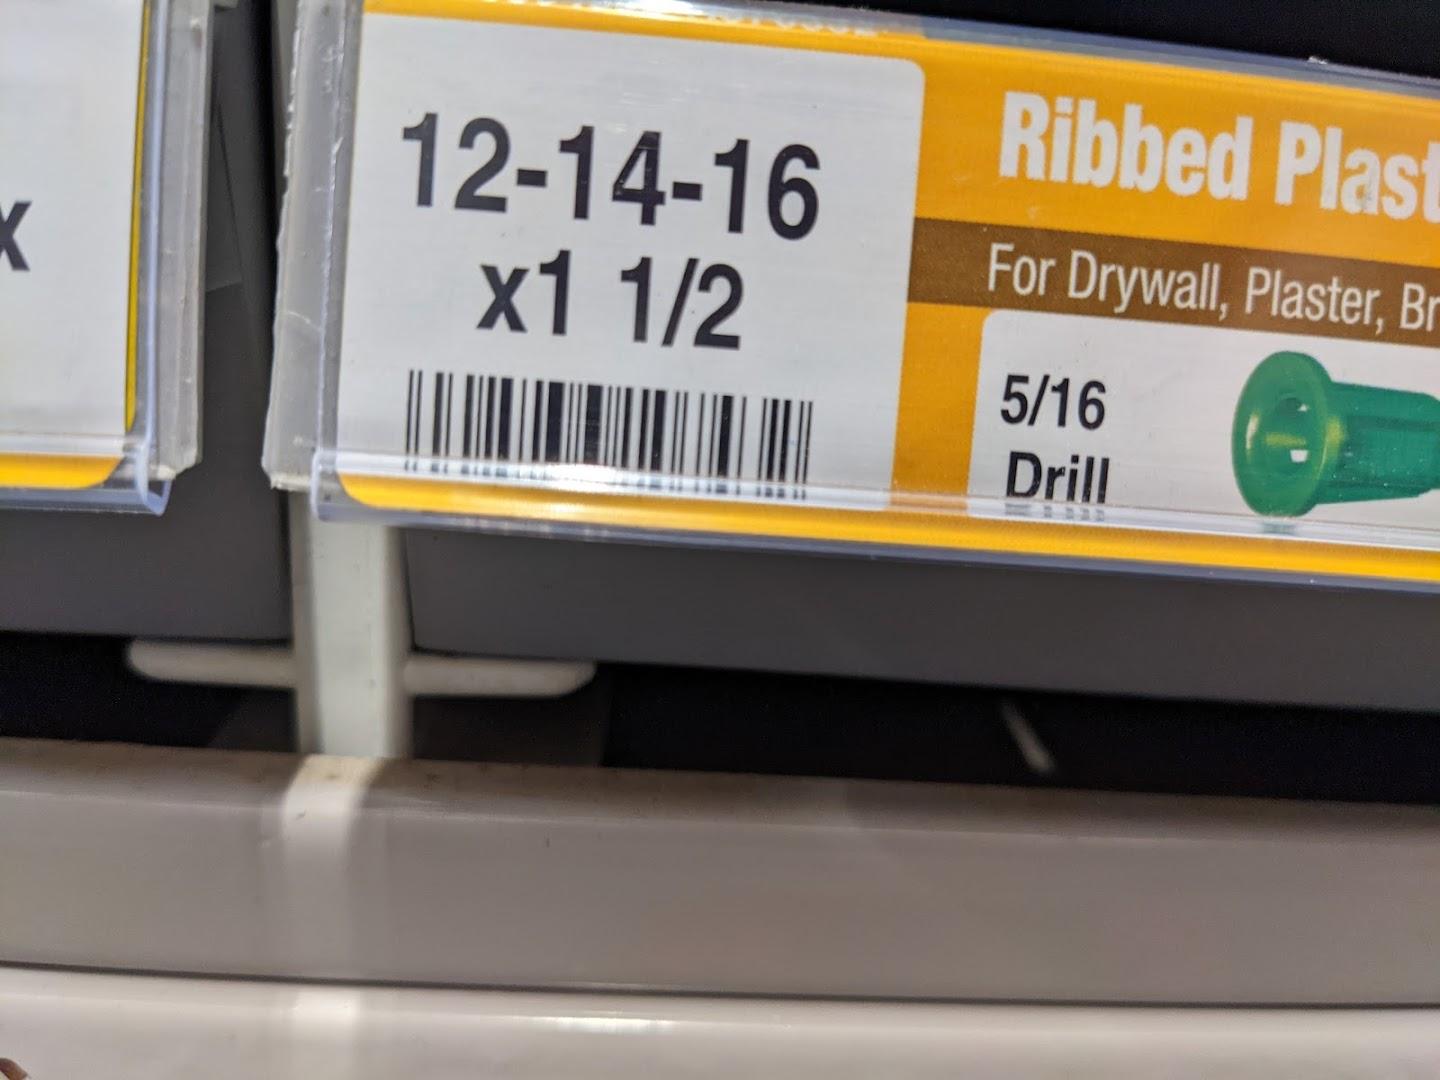 12-14-16
x1 1/2
Ribbed Plast
For Drywall, Plaster, Br
5/16
Drill
x